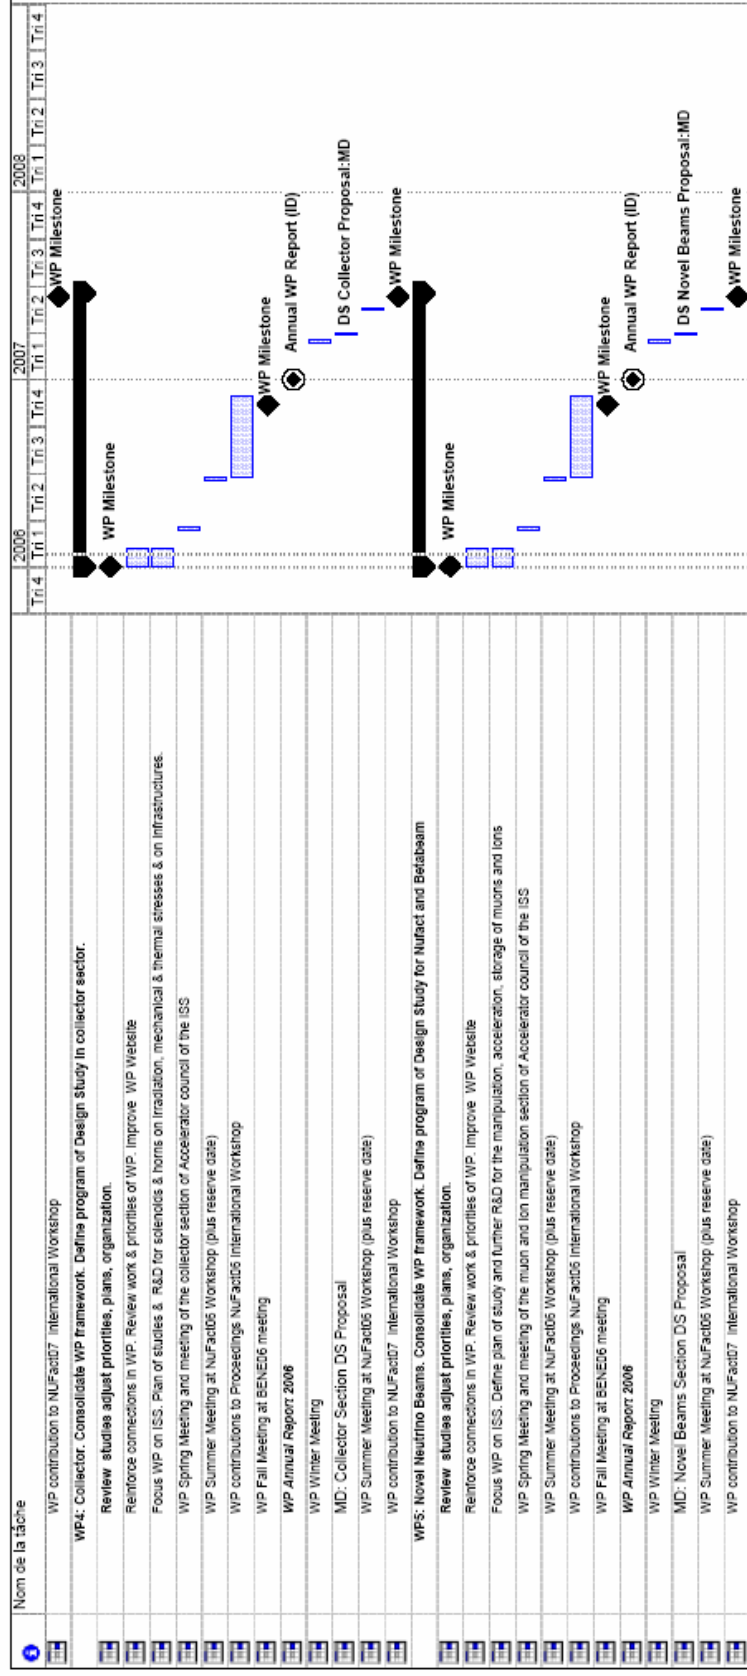 Nom de la tâche
2006 2007 2008
Tri 4 Tri 1 Tri 2 Tri 3 Tri 4 Tri 1 Tri 2 Tri 3 Tri 4 Tri 1 Tri 2 Tri 3 Tri 4
WP contribution to NUFact07 International Workshop WP Milestone
WP4: Collector. Consolidate WP framework. Define program of Design Study in collector sector.
Review studies adjust priorities, plans, organization. WP Milestone
Reinforce connections in WP. Review work & priorities of WP. Improve WP Website
Focus WP on ISS. Plan of studies & R&D for solenoids & horns on irradiation, mechanical & thermal stresses & on infrastructures.
WP Spring Meeting and meeting of the collector section of Accelerator council of the ISS
WP Summer Meeting at NuFact06 Workshop (plus reserve date)
WP contributions to Proceedings NuFact06 International Workshop
WP Fall Meeting at BENE06 meeting WP Milestone
WP Annual Report 2006 Annual WP Report (ID)
WP Winter Meeting
MD: Collector Section DS Proposal DS Collector Proposal:MD
WP Summer Meeting at NuFact06 Workshop (plus reserve date)
WP contribution to NUFact07 International Workshop WP Milestone
WP5: Novel Neutrino Beams. Consolidate WP framework. Define program of Design Study for Nufact and Betabeam
Review studies adjust priorities, plans, organization. WP Milestone
Reinforce connections in WP. Review work & priorities of WP. Improve WP Website
Focus WP on ISS. Define plan of study and further R&D for the manipulation, acceleration, storage of muons and ions
WP Spring Meeting and meeting of the muon and ion manipulation section of Accelerator council of the ISS
WP Summer Meeting at NuFact06 Workshop (plus reserve date)
WP contributions to Proceedings NuFact06 International Workshop
WP Fall Meeting at BENE06 meeting WP Milestone
WP Annual Report 2006 Annual WP Report (ID)
WP Winter Meeting
MD: Novel Beams Section DS Proposal DS Novel Beams Proposal:MD
WP Summer Meeting at NuFact06 Workshop (plus reserve date)
WP contribution to NUFact07 International Workshop WP Milestone